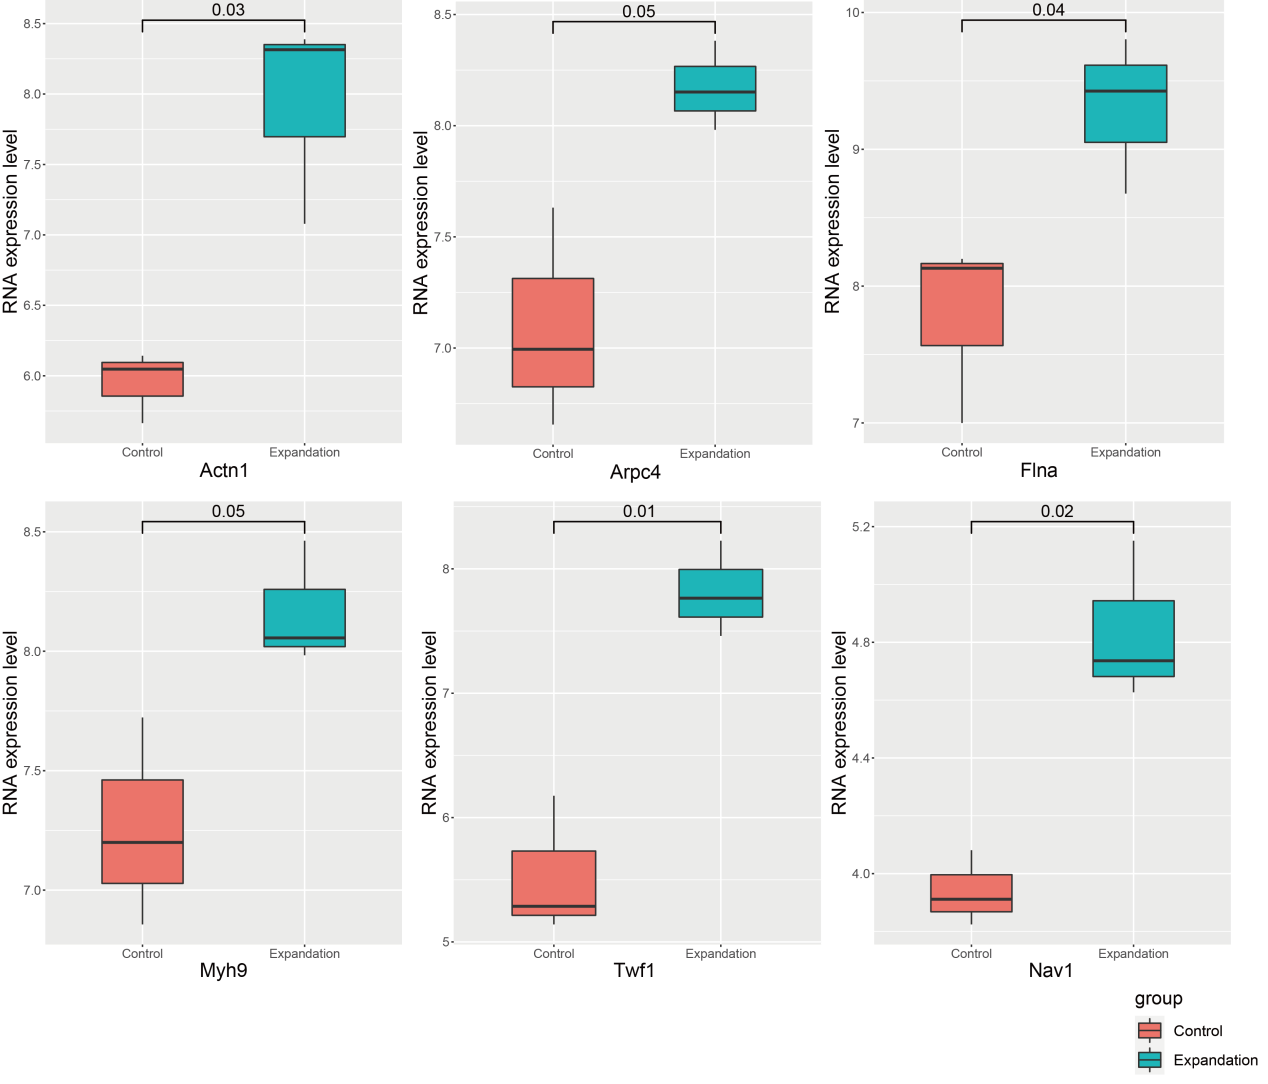 0.03
8.5
8.0
7.5
7.0
6.5
6.0
RNA expression level
Control Expandation
Actn1
0.05
8.5
8.0
7.5
7.0
RNA expression level
Control Expandation
Arpc4
0.04
10
9
8
7
RNA expression level
Control Expandation
Flna
0.05
8.5
8.0
7.5
7.0
RNA expression level
Control Expandation
Myh9
0.01
8
7
6
5
RNA expression level
Control Expandation
Twf1
0.02
5.2
4.8
4.4
4.0
RNA expression level
Control Expandation
Nav1
group
Control
Expandation